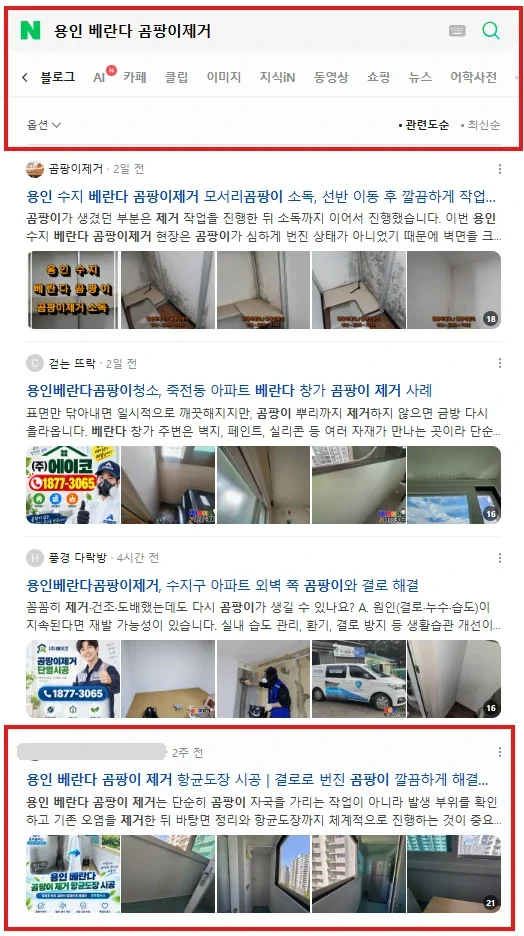 N 용인 베란다 곰팡이제거
블로그 AI N 카페 클립 이미지 지식iN 동영상 쇼핑 뉴스 어학사전
옵션 • 관련도순 • 최신순
곰팡이제거 · 2일 전
용인 수지 베란다 곰팡이제거 모서리곰팡이 소독, 선반 이동 후 깔끔하게 작업...
곰팡이가 생겼던 부분은 제거 작업을 진행한 뒤 소독까지 이어서 진행했습니다. 이번 용인
수지 베란다 곰팡이제거 현장은 곰팡이가 심하게 번진 상태가 아니었기 때문에 벽면을 크...
용인 수지
베란다 곰팡이
곰팡이제거 소독
18
C 걷는 뜨락 · 2일 전
용인베란다곰팡이청소, 죽전동 아파트 베란다 창가 곰팡이 제거 사례
표면만 닦아내면 일시적으로 깨끗해지지만, 곰팡이 뿌리까지 제거하지 않으면 금방 다시
올라옵니다. 베란다 창가 주변은 벽지, 페인트, 실리콘 등 여러 자재가 만나는 곳이라 단순...
(주)에이코
1877-3065
16
H 풍경 다락방 · 4시간 전
용인베란다곰팡이제거, 수지구 아파트 외벽 쪽 곰팡이와 결로 해결
꼼꼼히 제거·건조·도배했는데도 다시 곰팡이가 생길 수 있나요? A. 원인(결로·누수·습도)이
지속된다면 재발 가능성이 있습니다. 실내 습도 관리, 환기, 결로 방지 등 생활습관 개선이...
(주)에이코
곰팡이제거
단열시공
1877-3065
16
2주 전
용인 베란다 곰팡이 제거 항균도장 시공 | 결로로 번진 곰팡이 깔끔하게 해결...
용인 베란다 곰팡이 제거는 단순히 곰팡이 자국을 가리는 작업이 아니라 발생 부위를 확인
하고 기존 오염을 제거한 뒤 바탕면 정리와 항균도장까지 체계적으로 진행하는 것이 중요...
용인 베란다
곰팡이 제거 항균도장 시공
21